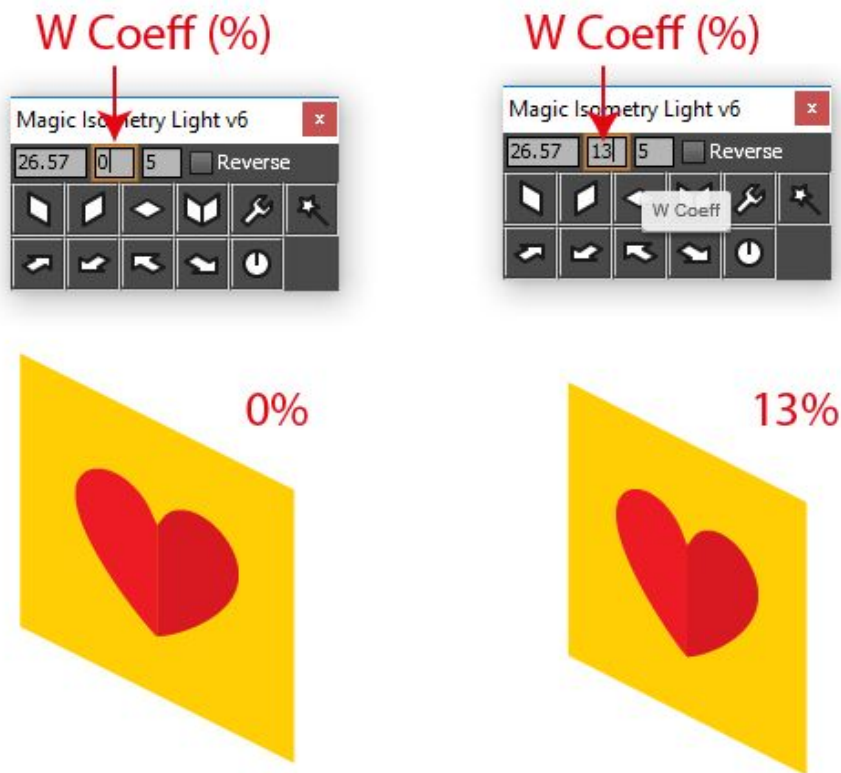 W Coeff (%)
Magic Isometry Light v6 x
26.57 0 5 Reverse
0%
W Coeff (%)
Magic Isometry Light v6 x
26.57 13 5 Reverse
W Coeff
13%